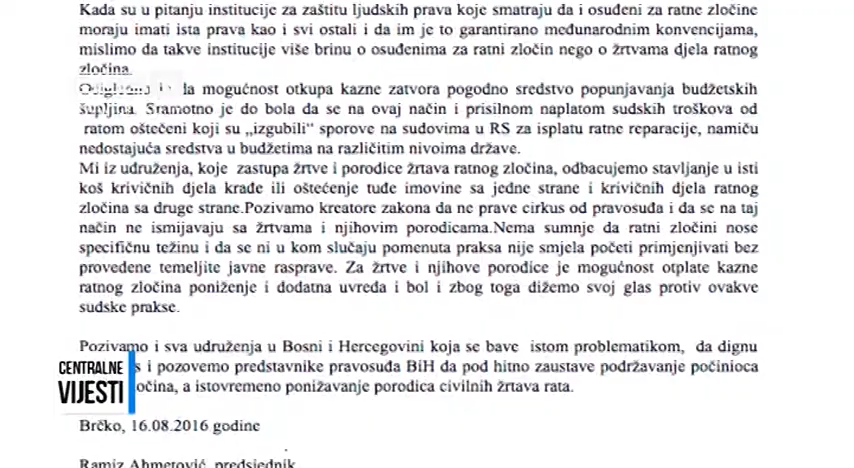 Kada su u pitanju institucije za zaštitu ljudskih prava koje smatraju da i osuđeni za ratne zločine
moraju imati ista prava kao i svi ostali i da im je to garantirano međunarodnim konvencijama,
mislimo da takve institucije više brinu o osuđenima za ratni zločin nego o žrtvama djela ratnog
zločina.
da mogućnost otkupa kazne zatvora pogodno sredstvo popunjavanja budžetskih
šupljina. Sramotno je do bola da se na ovaj način i prisilnom naplatom sudskih troškova od
ratom oštećeni koji su „izgubili“ sporove na sudovima u RS za isplatu ratne reparacije, namiču
nedostajuća sredstva u budžetima na različitim nivoima države.
Mi iz udruženja, koje zastupa žrtve i porodice žrtava ratnog zločina, odbacujemo stavljanje u isti
koš krivičnih djela krađe ili oštećenje tuđe imovine sa jedne strane i krivičnih djela ratnog
zločina sa druge strane.Pozivamo kreatore zakona da ne prave cirkus od pravosuđa i da se na taj
način ne ismijavaju sa žrtvama i njihovim porodicama.Nema sumnje da ratni zločini nose
specifičnu težinu i da se ni u kom slučaju pomenuta praksa nije smjela početi primjenjivati bez
provedene temeljite javne rasprave. Za žrtve i njihove porodice je mogućnost otplate kazne
ratnog zločina poniženje i dodatna uvreda i bol i zbog toga dižemo svoj glas protiv ovakve
sudske prakse.
Pozivamo i sva udruženja u Bosni i Hercegovini koja se bave istom problematikom, da dignu
s i pozovemo predstavnike pravosuđa BiH da pod hitno zaustave podržavanje počinioca
očina, a istovremeno ponižavanje porodica civilnih žrtava rata.
CENTRALNE
VIJESTI
Brčko, 16.08.2016 godine
Ramiz Ahmetović, predsjednik